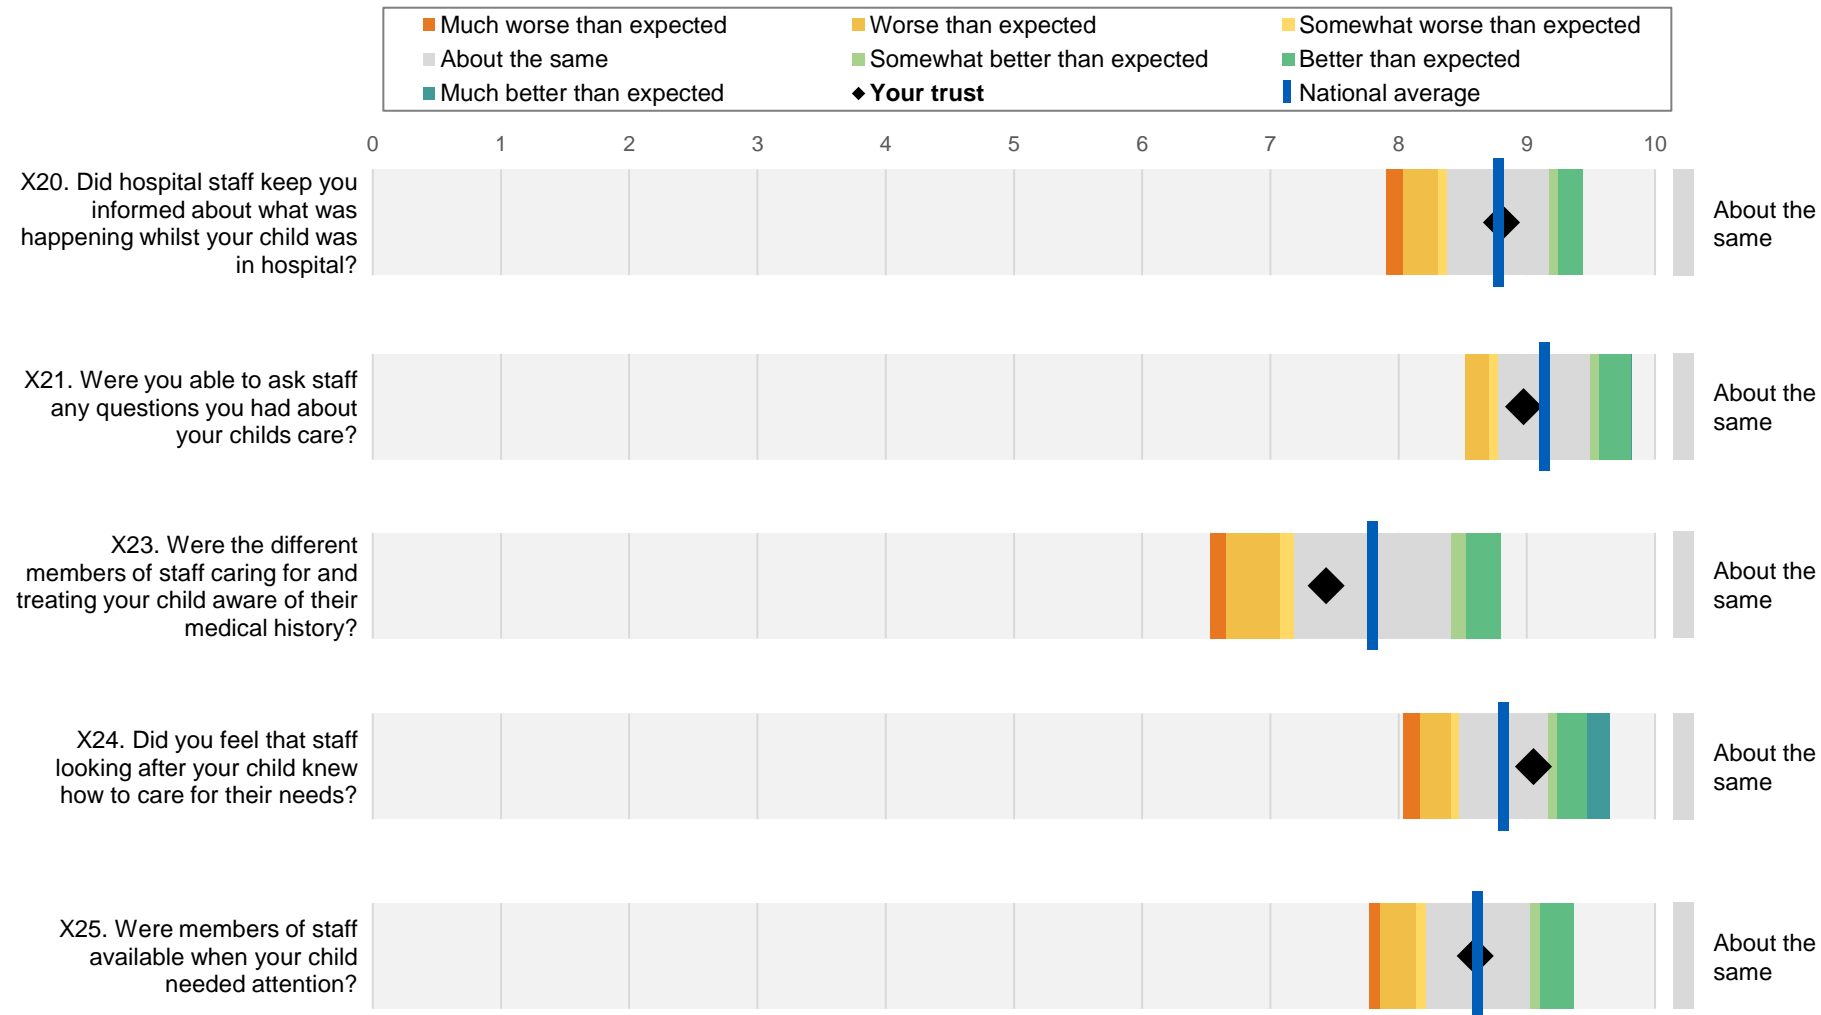 Much worse than expected
Worse than expected
Somewhat worse than expected
About the same
Somewhat better than expected
Better than expected
Much better than expected
Your trust
National average
0 1 2 3 4 5 6 7 8 9 10
X20. Did hospital staff keep you
informed about what was
happening whilst your child was
in hospital?
About the
same
X21. Were you able to ask staff
any questions you had about
your childs care?
About the
same
X23. Were the different
members of staff caring for and
treating your child aware of their
medical history?
About the
same
X24. Did you feel that staff
looking after your child knew
how to care for their needs?
About the
same
X25. Were members of staff
available when your child
needed attention?
About the
same